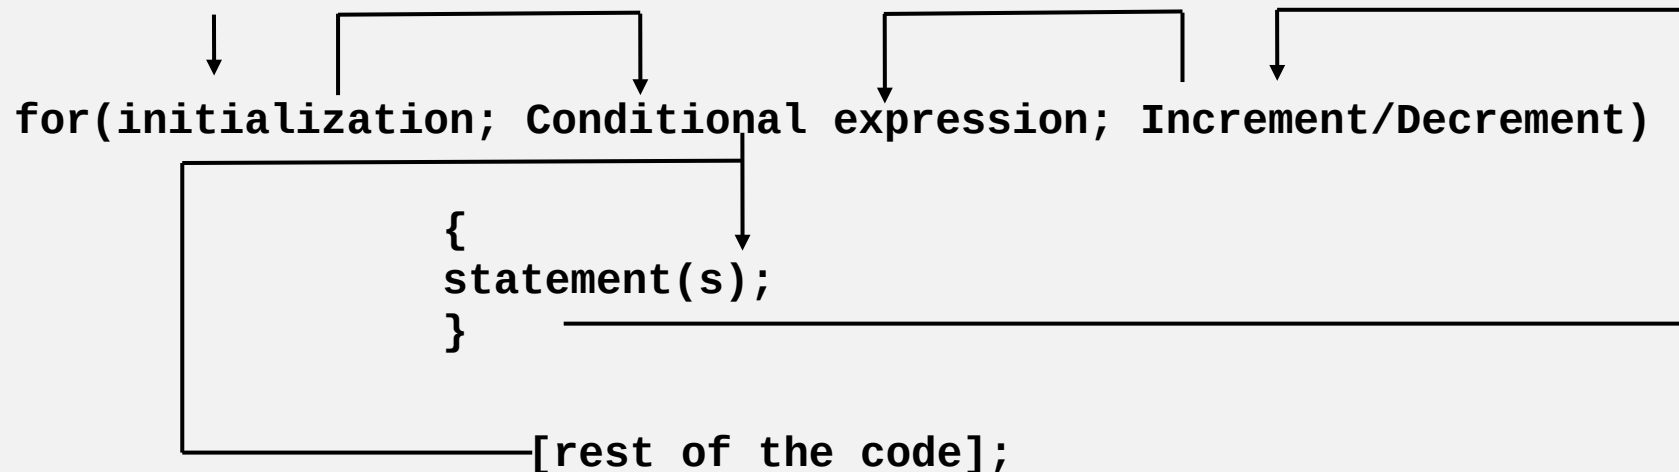 for(initialization; Conditional expression; Increment/Decrement)
{
statement(s);
}
[rest of the code];